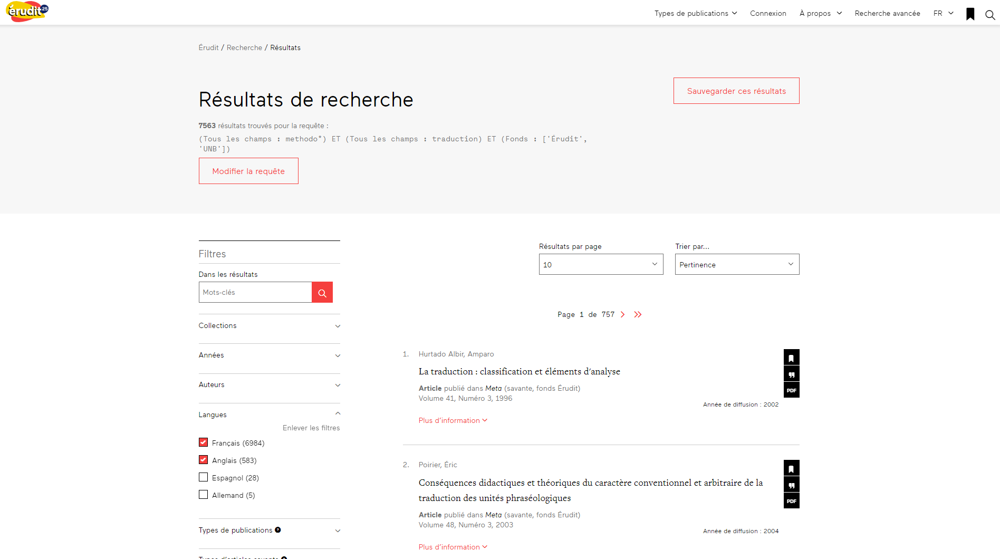 érudit 25
Types de publications
Connexion
À propos
Recherche avancée
FR
Érudit / Recherche / Résultats
Résultats de recherche
Sauvegarder ces résultats
7563 résultats trouvés pour la requête :
(Tous les champs : methodo*) ET (Tous les champs : traduction) ET (Fonds : ['Érudit',
'UNB'])
Modifier la requête
Filtres
Dans les résultats
Mots-clés
Collections
Années
Auteurs
Langues
Enlever les filtres
Français (6984)
Anglais (583)
Espagnol (28)
Allemand (5)
Types de publications ?
Types d'articles savants ?
Résultats par page
10
Trier par...
Pertinence
Page 1 de 757
1. Hurtado Albir, Amparo
La traduction : classification et éléments d'analyse
Article publié dans Meta (savante, fonds Érudit)
Volume 41, Numéro 3, 1996
PDF
Année de diffusion : 2002
Plus d'information
2. Poirier, Éric
Conséquences didactiques et théoriques du caractère conventionnel et arbitraire de la
traduction des unités phraséologiques
Article publié dans Meta (savante, fonds Érudit)
Volume 48, Numéro 3, 2003
PDF
Année de diffusion : 2004
Plus d'information